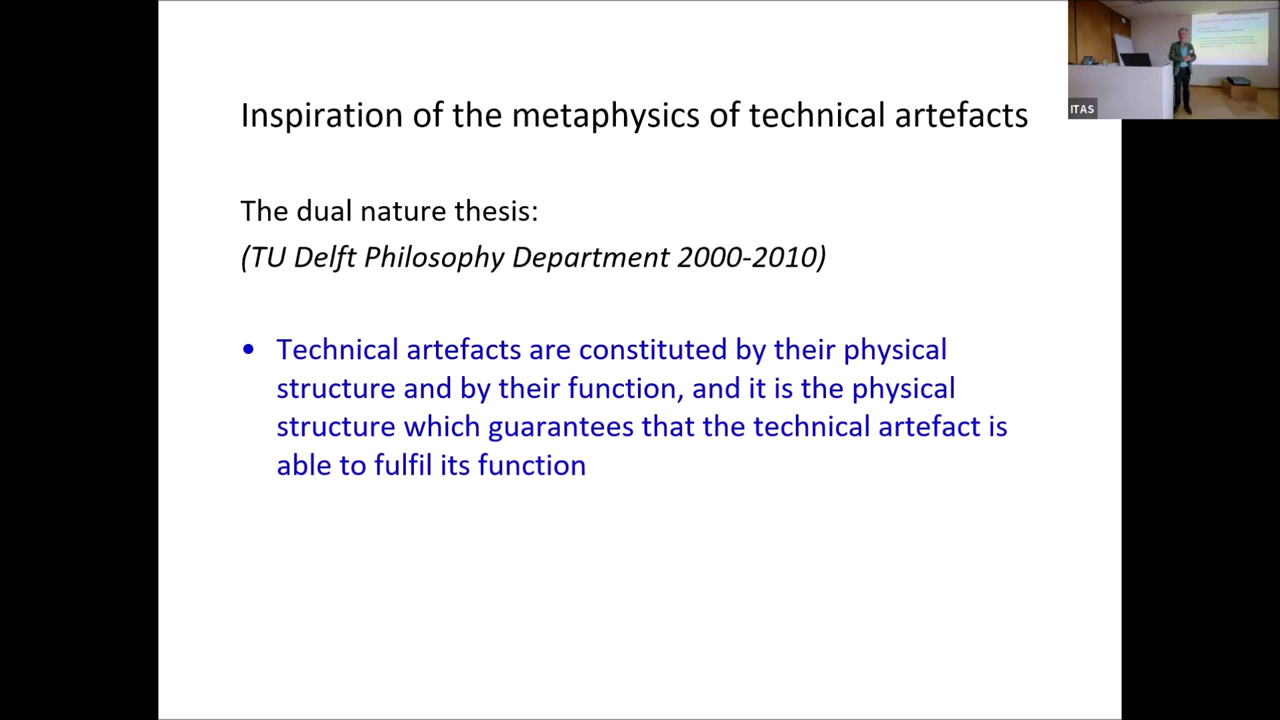 Inspiration of the metaphysics of technical artefacts
The dual nature thesis:
(TU Delft Philosophy Department 2000-2010)
• Technical artefacts are constituted by their physical
structure and by their function, and it is the physical
structure which guarantees that the technical artefact is
able to fulfil its function
ITAS